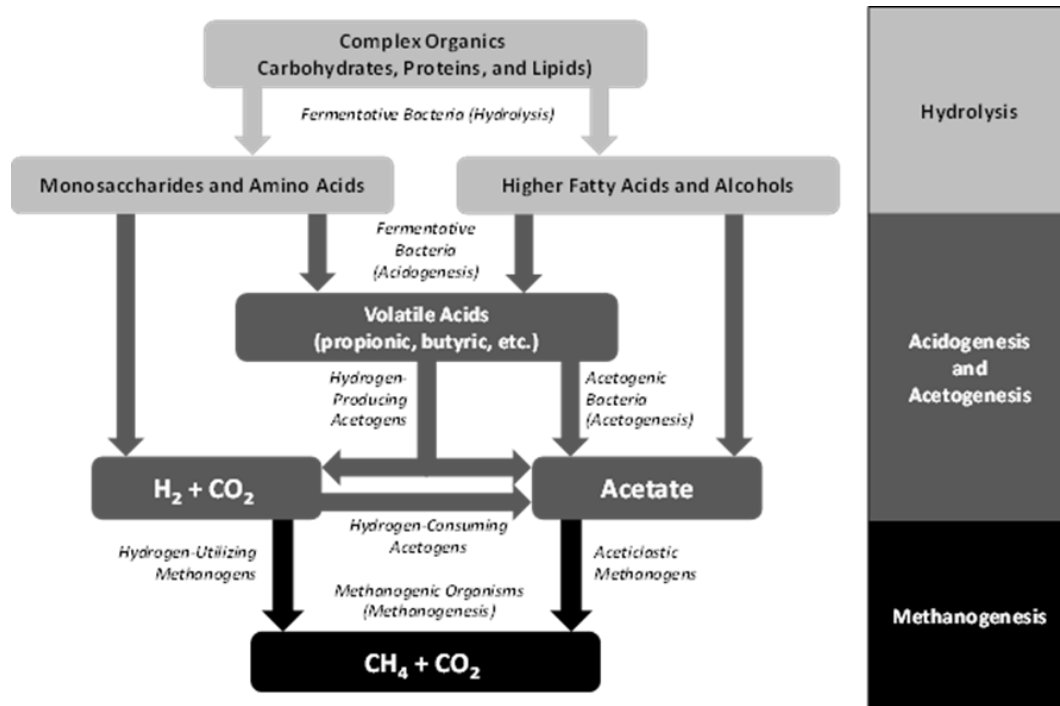 Complex Organics
Carbohydrates, Proteins, and Lipids)
Fermentative Bacteria (Hydrolysis)
Hydrolysis
Monosaccharides and Amino Acids
Higher Fatty Acids and Alcohols
Fermentative
Bacteria
(Acidogenesis)
Volatile Acids
(propionic, butyric, etc.)
Acidogenesis
and
Acetogenesis
Hydrogen-
Producing
Acetogens
Acetogenic
Bacteria
(Acetogenesis)
H₂ + CO₂
Acetate
Hydrogen-Consuming
Acetogens
Hydrogen-Utilizing
Methanogens
Aceticlastic
Methanogens
Methanogenic Organisms
(Methanogenesis)
Methanogenesis
CH₄ + CO₂